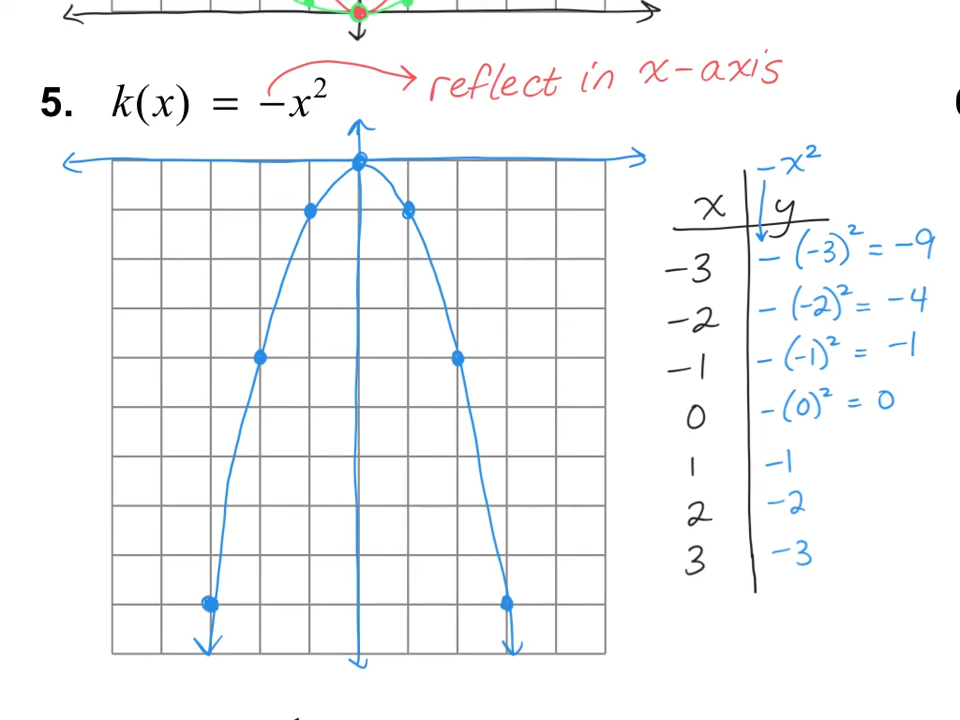 5. k(x) = −x² reflect in x-axis
−x²
x y
−3 −(−3)² = −9
−2 −(−2)² = −4
−1 −(−1)² = −1
0 −(0)² = 0
1 −1
2 −2
3 −3